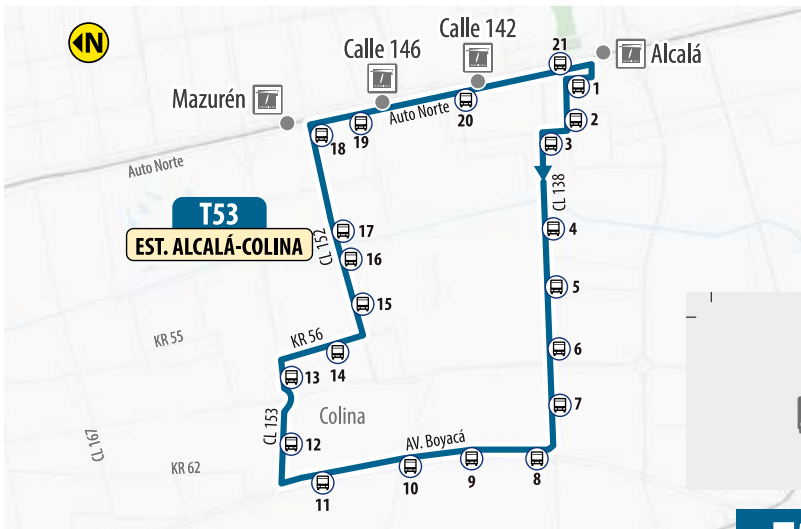 N
21
Calle 142
Calle 146
Alcalá
Mazurén
1
2
Auto Norte
20
19
18
3
Auto Norte
CL 138
T53
EST. ALCALÁ-COLINA
CL 152
17
16
4
15
5
KR 55
KR 56
14
6
13
7
Colina
CL 153
12
AV. Boyacá
CL 167
KR 62
11
10
9
8